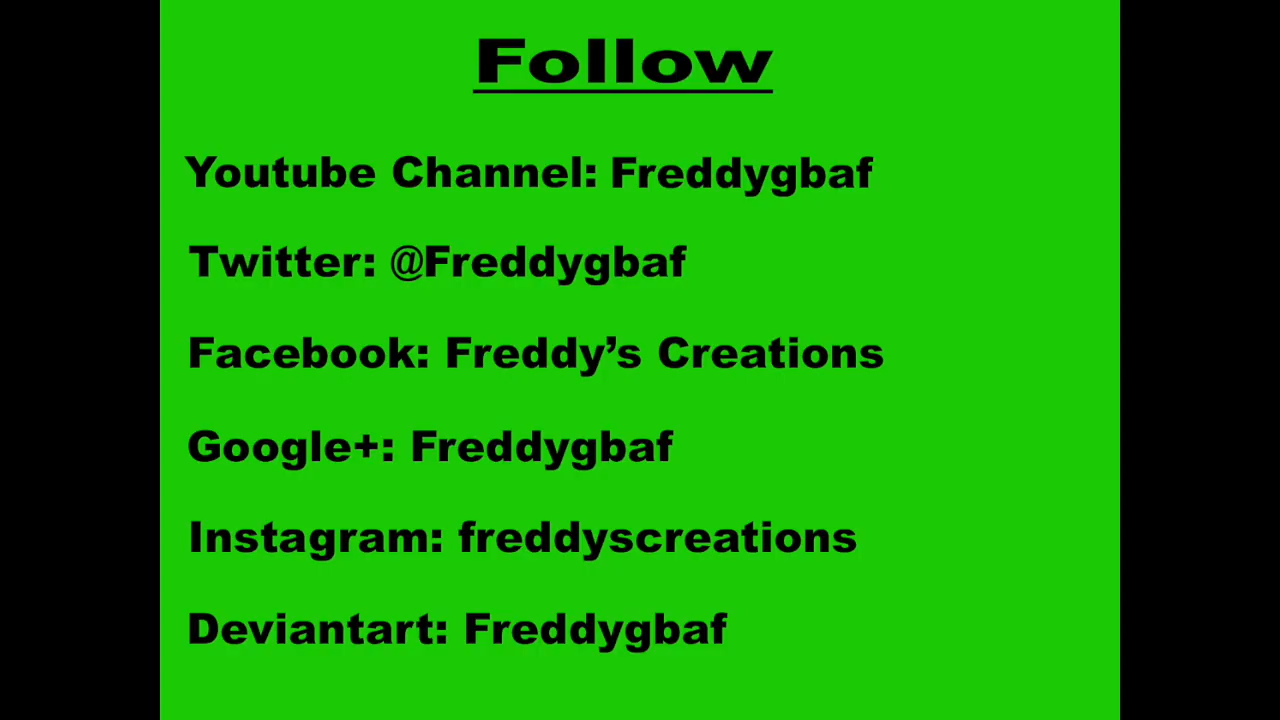 Follow
Youtube Channel: Freddygbaf
Twitter: @Freddygbaf
Facebook: Freddy’s Creations
Google+: Freddygbaf
Instagram: freddyscreations
Deviantart: Freddygbaf